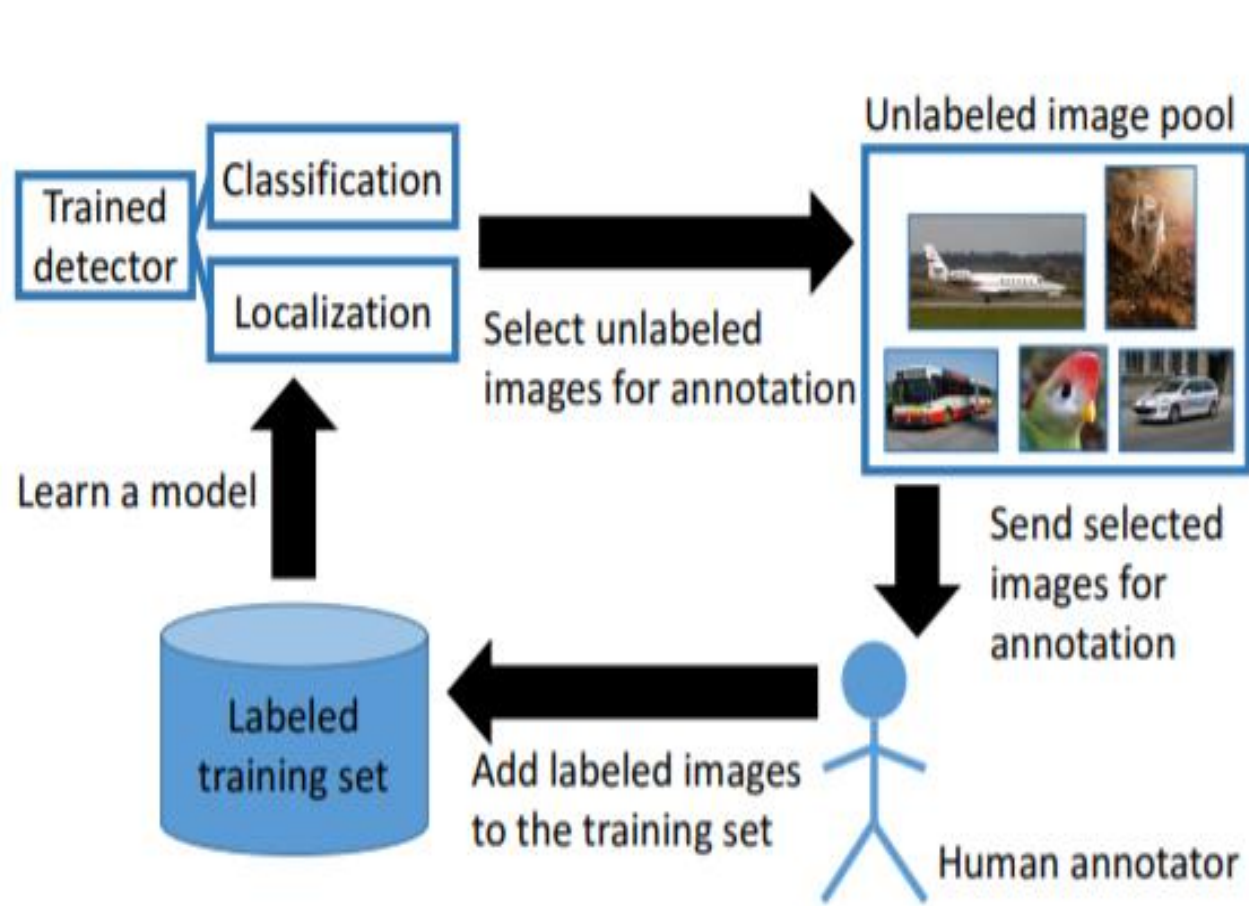 Unlabeled image pool
Classification
Trained
detector
Localization
Select unlabeled
images for annotation
Learn a model
Send selected
images for
annotation
Labeled
training set
Add labeled images
to the training set
Human annotator